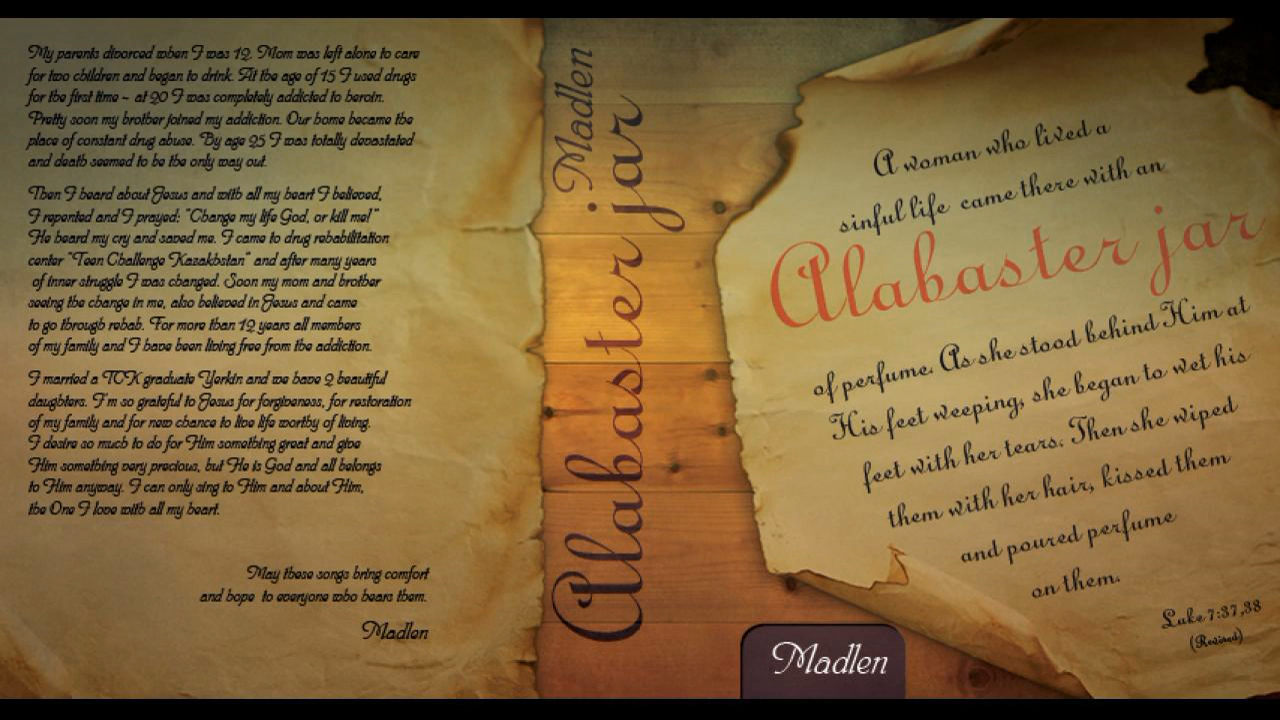 My parents divorced when I was 12. Mom was left alone to care
for two children and began to drink. At the age of 15 I used drugs
for the first time - at 20 I was completely addicted to heroin.
Pretty soon my brother joined my addiction. Our home became the
place of constant drug abuse. By age 25 I was totally devastated
and death seemed to be the only way out.
Then I heard about Jesus and with all my heart I believed,
I repented and I prayed: "Change my life God, or kill me!"
He heard my cry and saved me. I came to drug rehabilitation
center "Teen Challenge Kazakhstan" and after many years
of inner struggle I was changed. Soon my mom and brother
seeing the change in me, also believed in Jesus and came
to go through rehab. For more than 12 years all members
of my family and I have been living free from the addiction.
I married a TCK graduate Yerkin and we have 2 beautiful
daughters. I'm so grateful to Jesus for forgiveness, for restoration
of my family and for new chance to live life worthy of living.
I desire so much to do for Him something great and give
Him something very precious, but He is God and all belongs
to Him anyway. I can only sing to Him and about Him,
the One I love with all my heart.
May these songs bring comfort
and hope to everyone who hears them.
Madlen
Madlen
Alabaster jar
A woman who lived a
sinful life came there with an
Alabaster jar
of perfume. As she stood behind Him at
His feet weeping, she began to wet his
feet with her tears. Then she wiped
them with her hair, kissed them
and poured perfume
on them.
Luke 7:37,38
(Revised)
Madlen